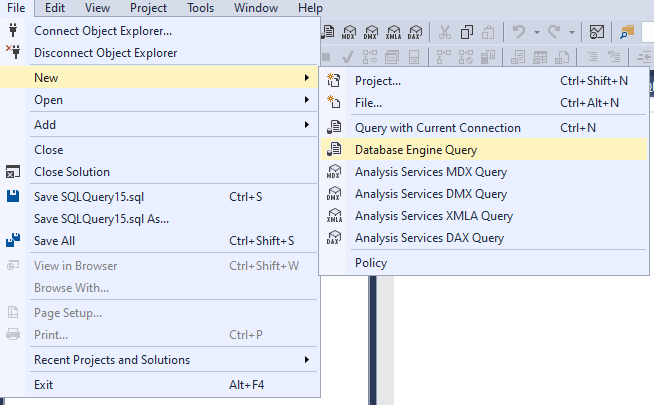 File Edit View Project Tools Window Help
MDX DMX XMLA DAX
Connect Object Explorer...
Disconnect Object Explorer
New
Open
Add
Close
Close Solution
Save SQLQuery15.sql Ctrl+S
Save SQLQuery15.sql As...
Save All Ctrl+Shift+S
View in Browser Ctrl+Shift+W
Browse With...
Page Setup...
Print... Ctrl+P
Recent Projects and Solutions
Exit Alt+F4
Project... Ctrl+Shift+N
File... Ctrl+Alt+N
Query with Current Connection Ctrl+N
Database Engine Query
MDX Analysis Services MDX Query
DMX Analysis Services DMX Query
XMLA Analysis Services XMLA Query
DAX Analysis Services DAX Query
Policy